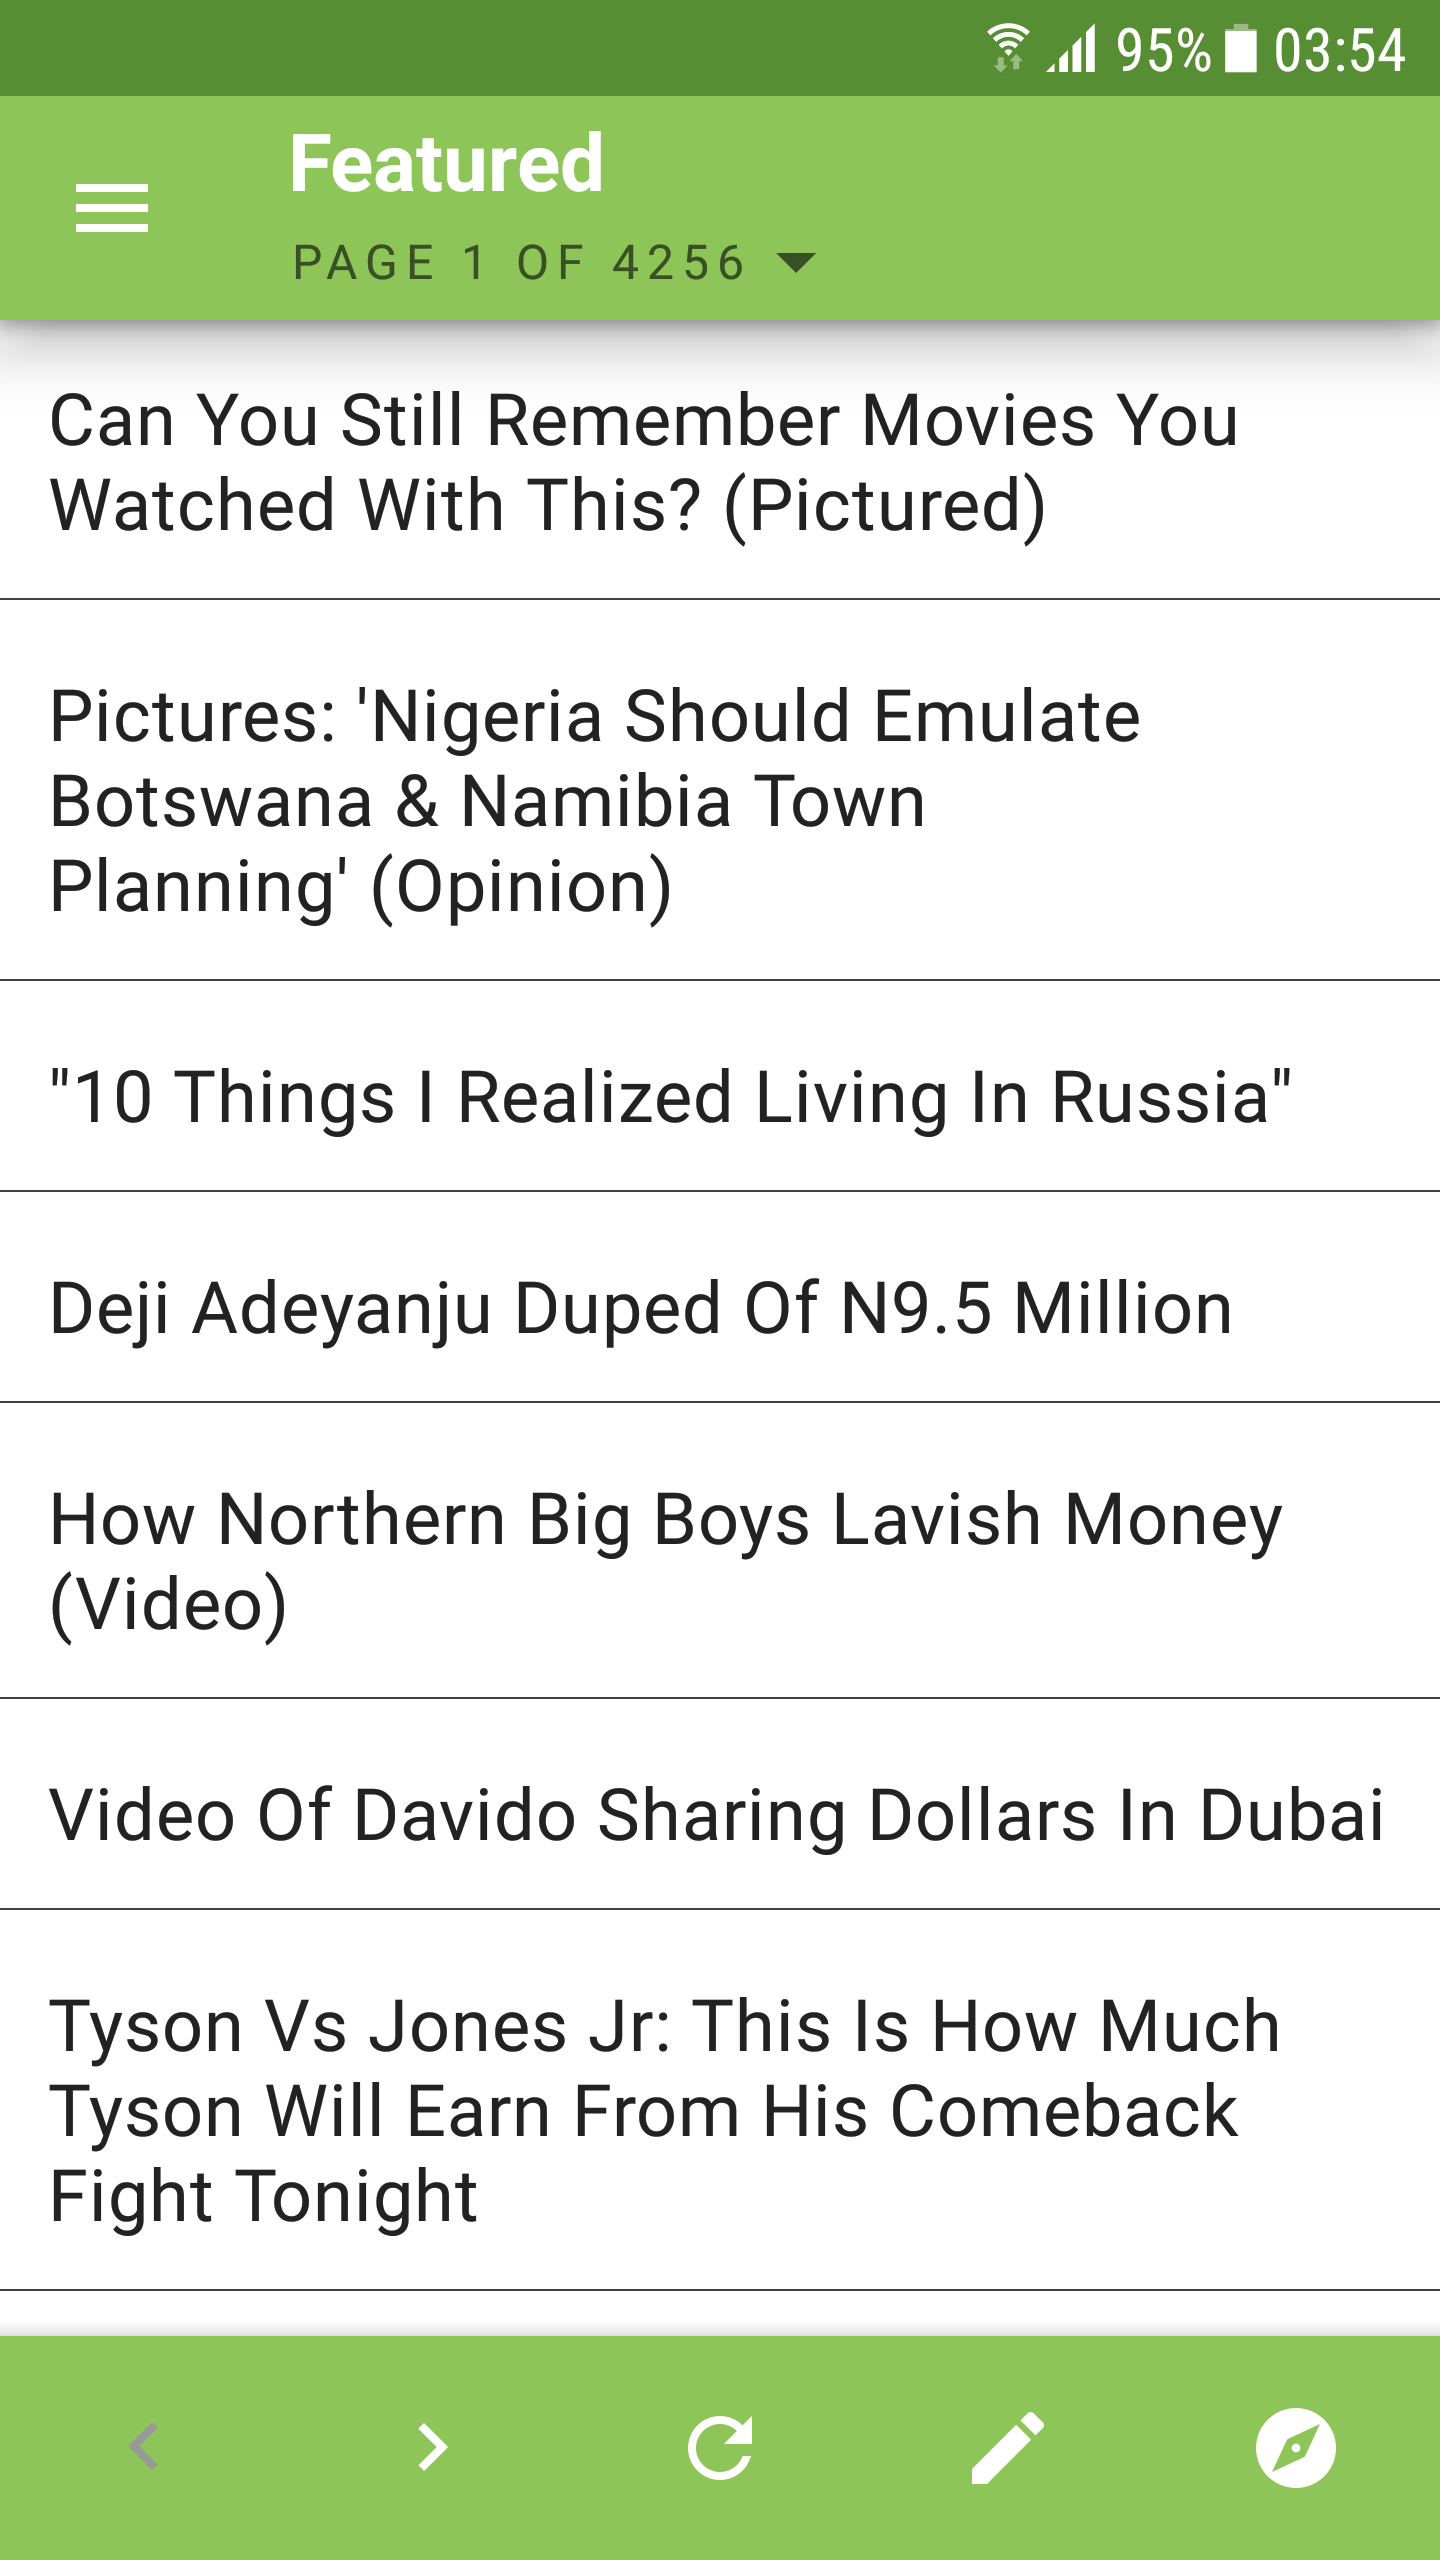 95% 03:54
Featured
PAGE 1 OF 4256
Can You Still Remember Movies You
Watched With This? (Pictured)
Pictures: 'Nigeria Should Emulate
Botswana & Namibia Town
Planning' (Opinion)
"10 Things I Realized Living In Russia"
Deji Adeyanju Duped Of N9.5 Million
How Northern Big Boys Lavish Money
(Video)
Video Of Davido Sharing Dollars In Dubai
Tyson Vs Jones Jr: This Is How Much
Tyson Will Earn From His Comeback
Fight Tonight